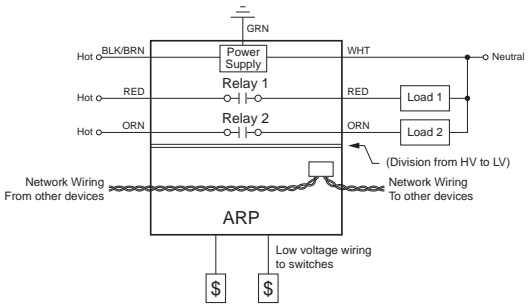 GRN
Hot
BLK/BRN
Power
Supply
WHT
Neutral
Relay 1
Hot
RED
RED
Load 1
Relay 2
Hot
ORN
ORN
Load 2
(Division from HV to LV)
Network Wiring
From other devices
Network Wiring
To other devices
ARP
Low voltage wiring
to switches
$
$